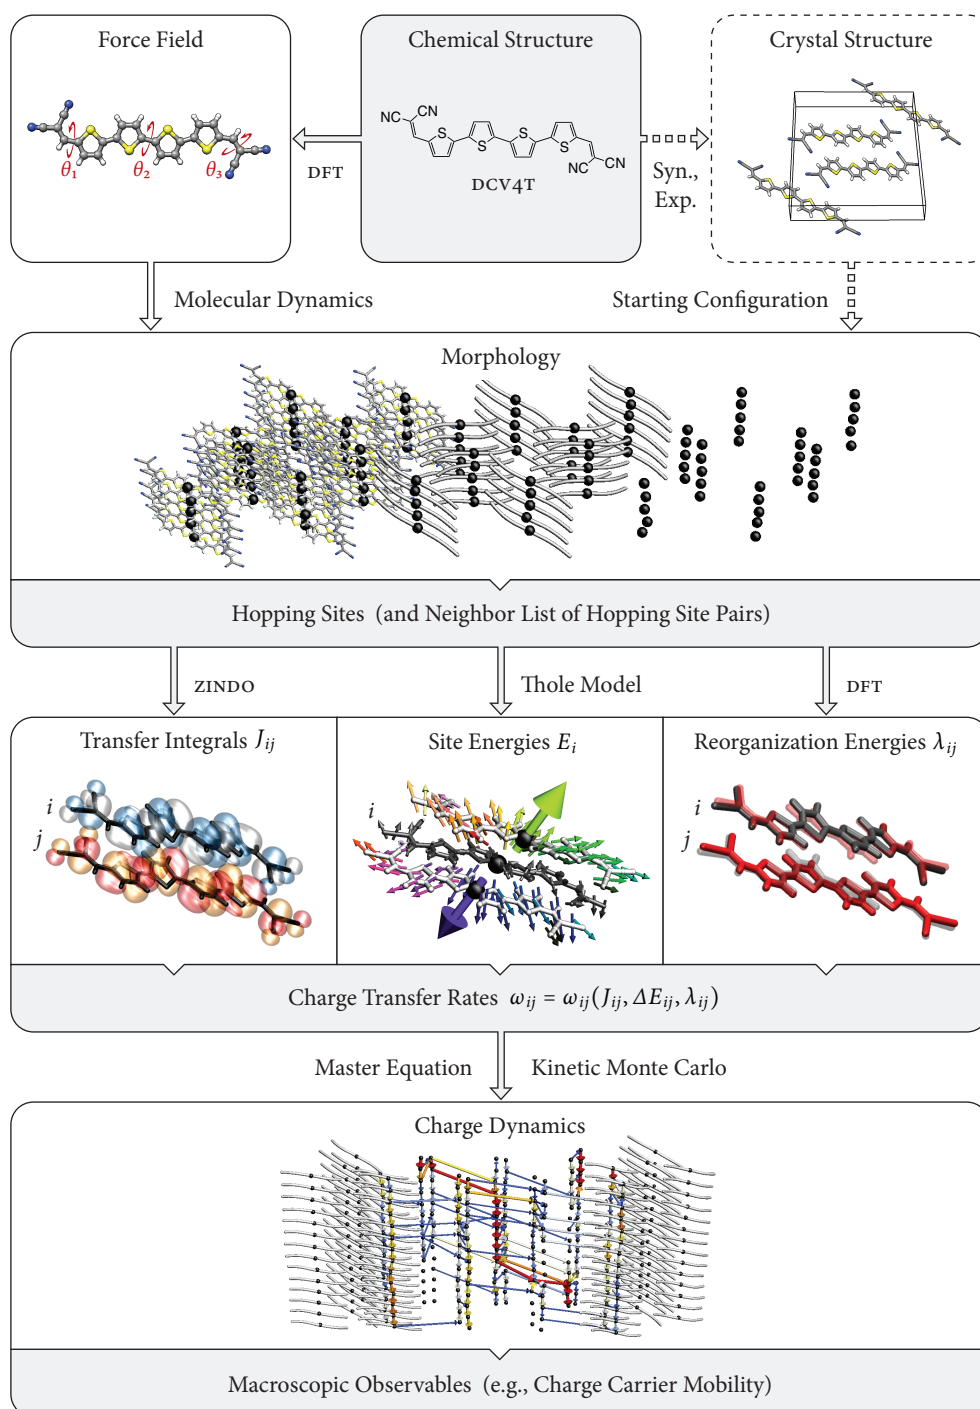 Force Field
Chemical Structure
Crystal Structure
θ1
θ2
θ3
DFT
CN
NC
S
S
S
S
CN
NC
DCV4T
Syn.,
Exp.
Molecular Dynamics
Starting Configuration
Morphology
Hopping Sites (and Neighbor List of Hopping Site Pairs)
ZINDO
Thole Model
DFT
Transfer Integrals Jij
Site Energies Ei
Reorganization Energies λij
i
j
i
i
j
Charge Transfer Rates ωij = ωij(Jij, ΔEij, λij)
Master Equation
Kinetic Monte Carlo
Charge Dynamics
Macroscopic Observables (e.g., Charge Carrier Mobility)